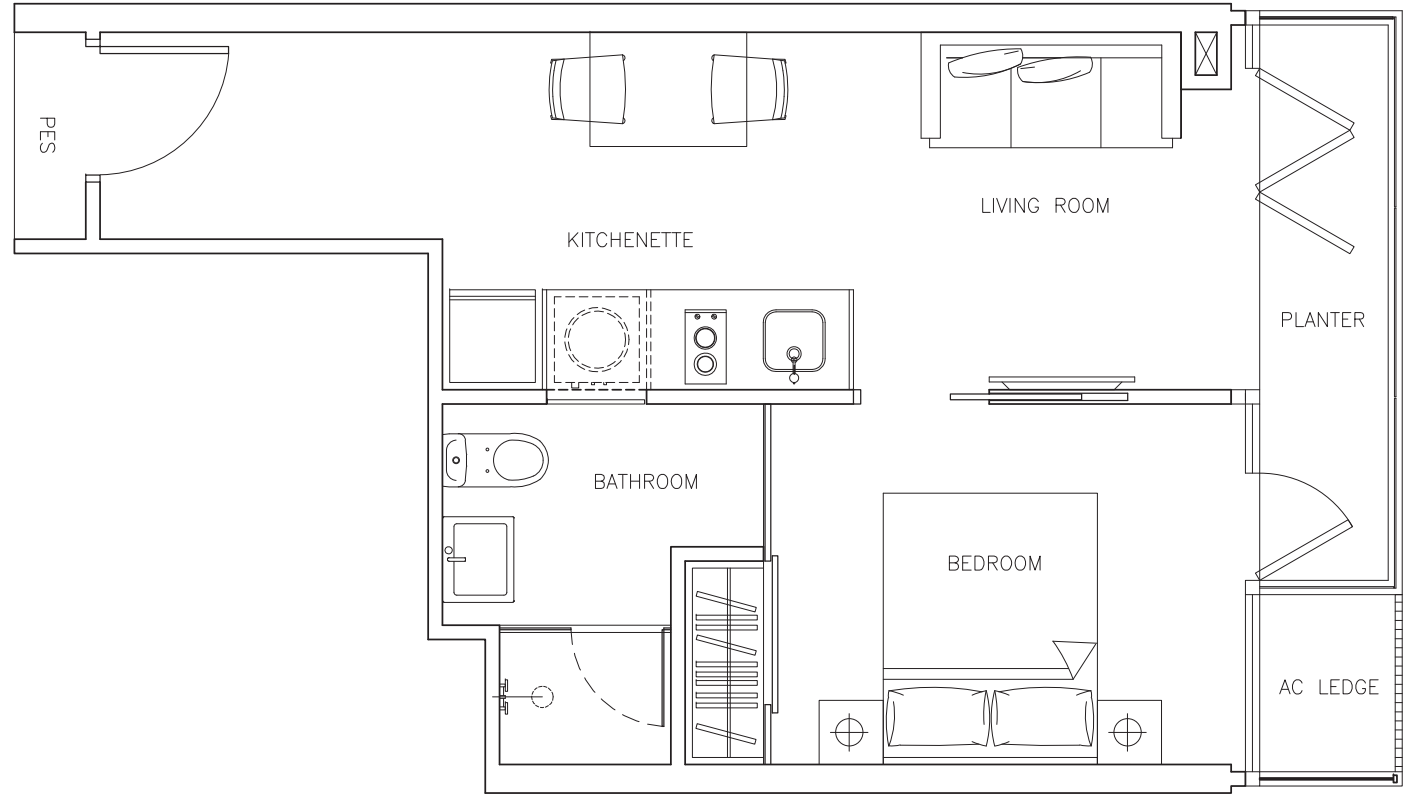 PES
LIVING ROOM
KITCHENETTE
PLANTER
BATHROOM
BEDROOM
AC LEDGE